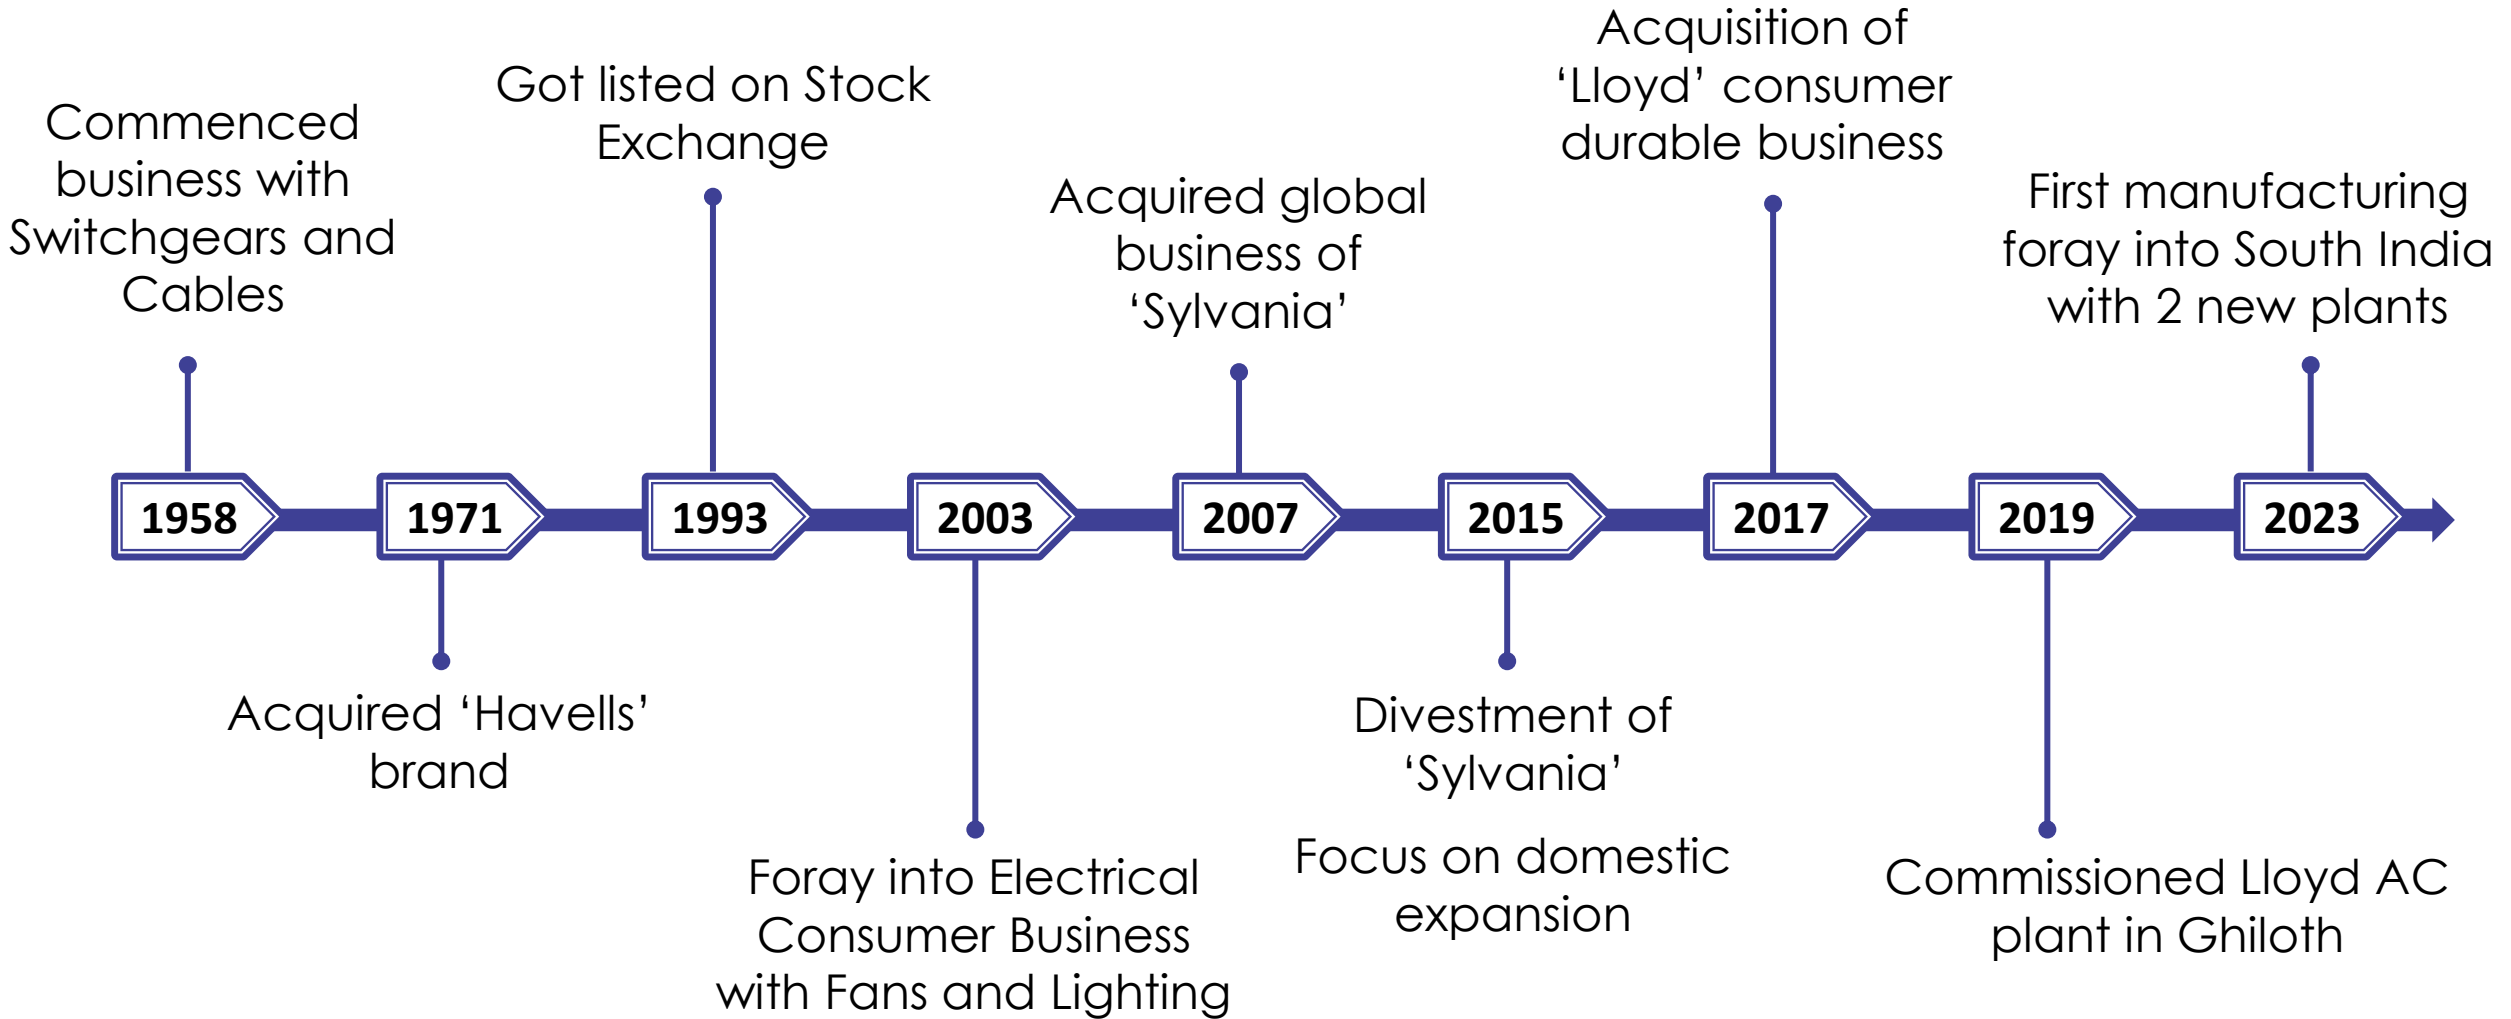 Commenced
business with
Switchgears and
Cables
Got listed on Stock
Exchange
Acquired global
business of
‘Sylvania’
Acquisition of
‘Lloyd’ consumer
durable business
First manufacturing
foray into South India
with 2 new plants
1958
1971
1993
2003
2007
2015
2017
2019
2023
Acquired ‘Havells’
brand
Foray into Electrical
Consumer Business
with Fans and Lighting
Divestment of
‘Sylvania’
Focus on domestic
expansion
Commissioned Lloyd AC
plant in Ghiloth